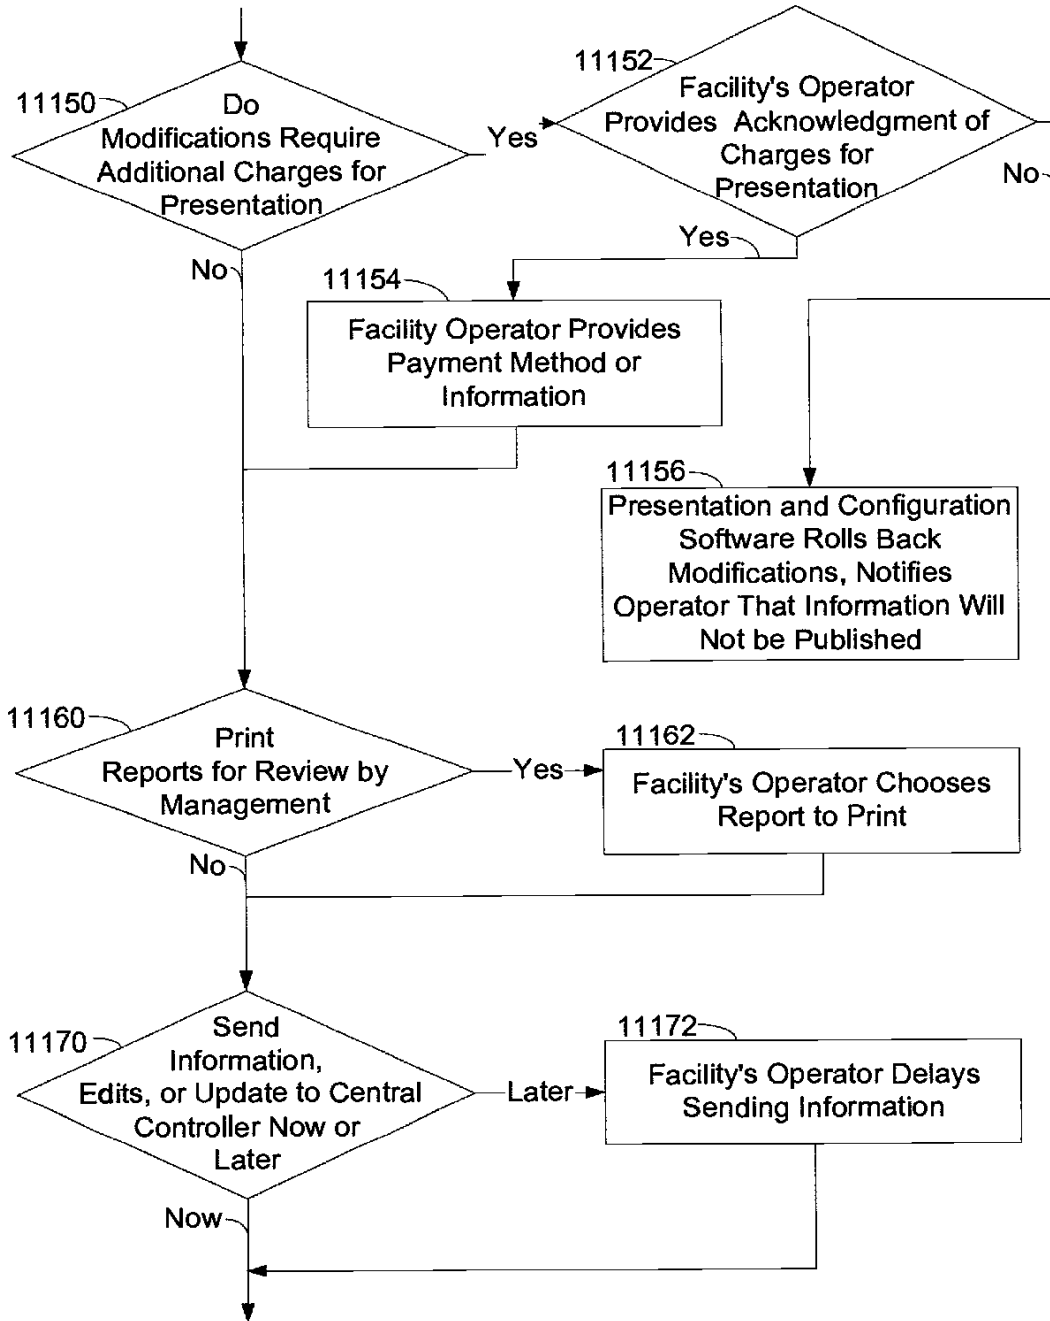 11150
Do
Modifications Require
Additional Charges for
Presentation
Yes
11152
Facility's Operator
Provides Acknowledgment of
Charges for
Presentation
No
Yes
No
11154
Facility Operator Provides
Payment Method or
Information
11156
Presentation and Configuration
Software Rolls Back
Modifications, Notifies
Operator That Information Will
Not be Published
11160
Print
Reports for Review by
Management
Yes
11162
Facility's Operator Chooses
Report to Print
No
11170
Send
Information,
Edits, or Update to Central
Controller Now or
Later
Later
11172
Facility's Operator Delays
Sending Information
Now